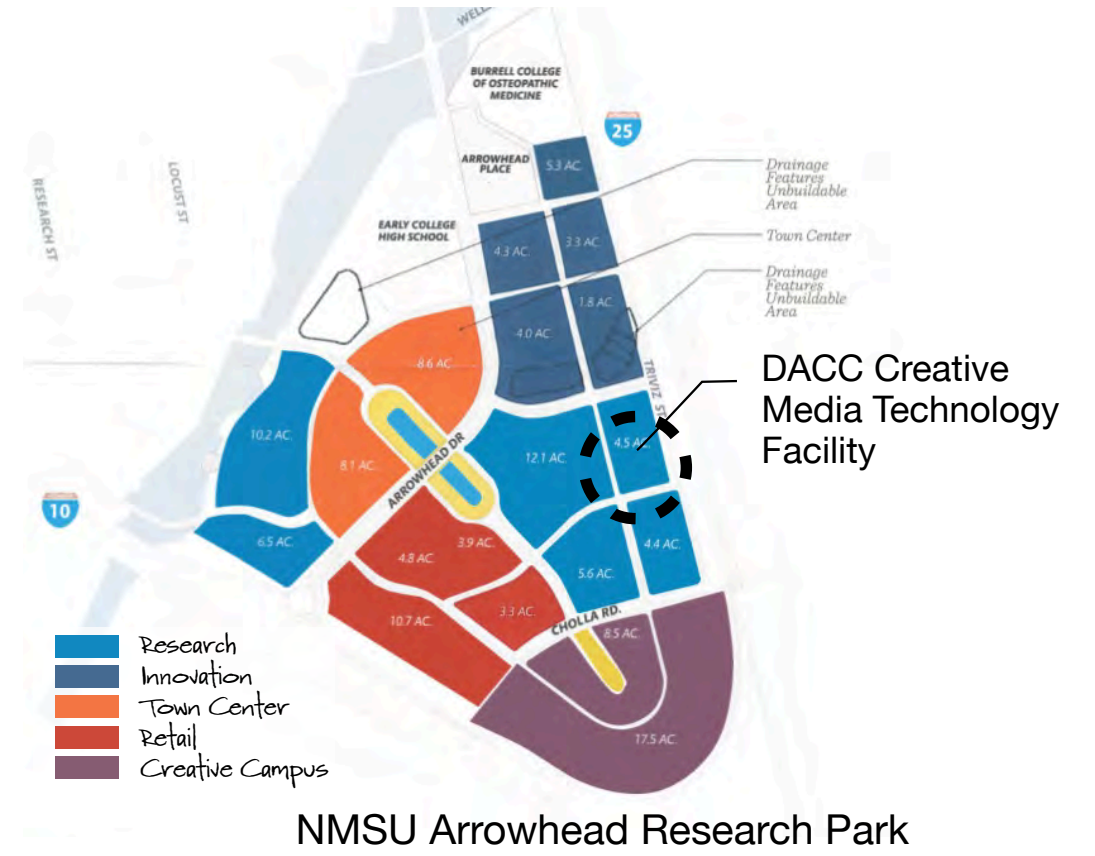 WELL
BURRELL COLLEGE
OF OSTEOPATHIC
MEDICINE
25
ARROWHEAD
PLACE
5.3 AC.
Drainage
Features
Unbuildable
Area
LOCUST ST
RESEARCH ST
EARLY COLLEGE
HIGH SCHOOL
4.3 AC.
3.3 AC.
Town Center
Drainage
Features
Unbuildable
Area
1.8 AC.
4.0 AC.
8.6 AC.
TRIVIZ ST
DACC Creative
Media Technology
Facility
10.2 AC.
8.1 AC.
ARROWHEAD DR
12.1 AC.
4.5 AC.
10
6.5 AC.
4.8 AC.
3.9 AC.
4.4 AC.
5.6 AC.
10.7 AC.
3.3 AC.
CHOLLA RD.
8.5 AC.
17.5 AC.
Research
Innovation
Town Center
Retail
Creative Campus
NMSU Arrowhead Research Park